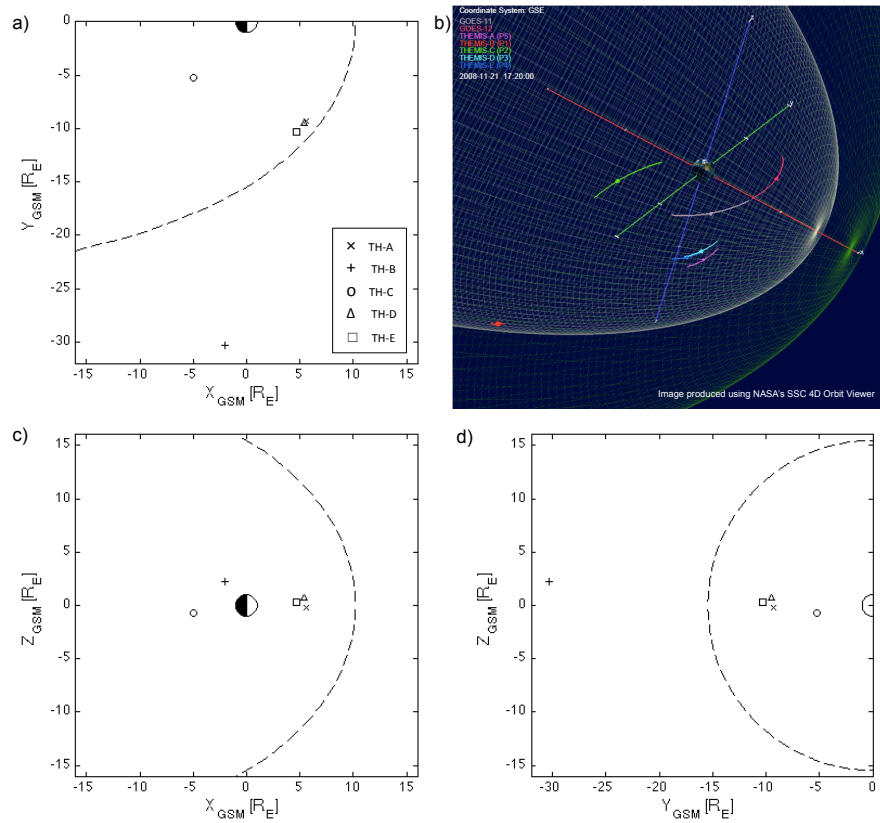 a)
0
-5
-10
-15
-20
-25
-30
Y GSM [R E]
-15
-10
-5
0
5
10
15
X GSM [R E]
TH-A
TH-B
TH-C
TH-D
TH-E
b)
Coordinate System: GSE
GOES-11
GOES-12
THEMIS-A (P5)
THEMIS-B (P1)
THEMIS-C (P2)
THEMIS-D (P3)
THEMIS-E (P4)
2008-11-21 17:20:00
Image produced using NASA's SSC 4D Orbit Viewer
c)
15
10
5
0
-5
-10
-15
Z GSM [R E]
-15
-10
-5
0
5
10
15
X GSM [R E]
d)
15
10
5
0
-5
-10
-15
Z GSM [R E]
-30
-25
-20
-15
-10
-5
0
Y GSM [R E]